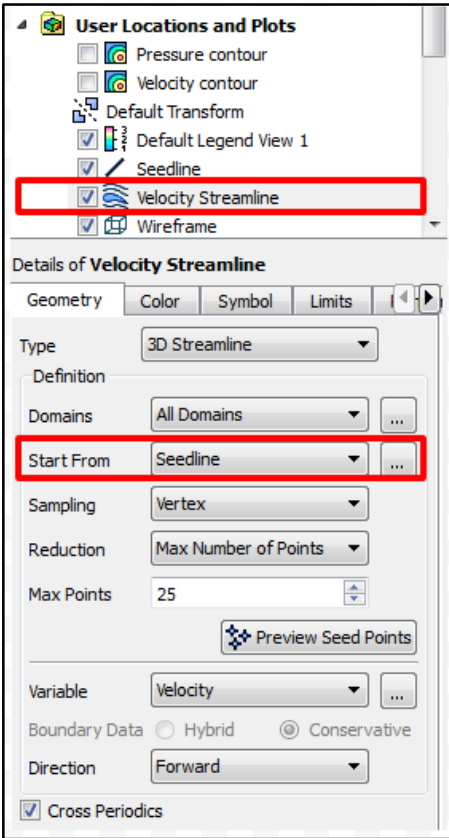 User Locations and Plots
Pressure contour
Velocity contour
Default Transform
Default Legend View 1
Seedline
Velocity Streamline
Wireframe
Details of Velocity Streamline
Geometry Color Symbol Limits
Type 3D Streamline
Definition
Domains All Domains ...
Start From Seedline ...
Sampling Vertex
Reduction Max Number of Points
Max Points 25
Preview Seed Points
Variable Velocity ...
Boundary Data Hybrid Conservative
Direction Forward
Cross Periodics